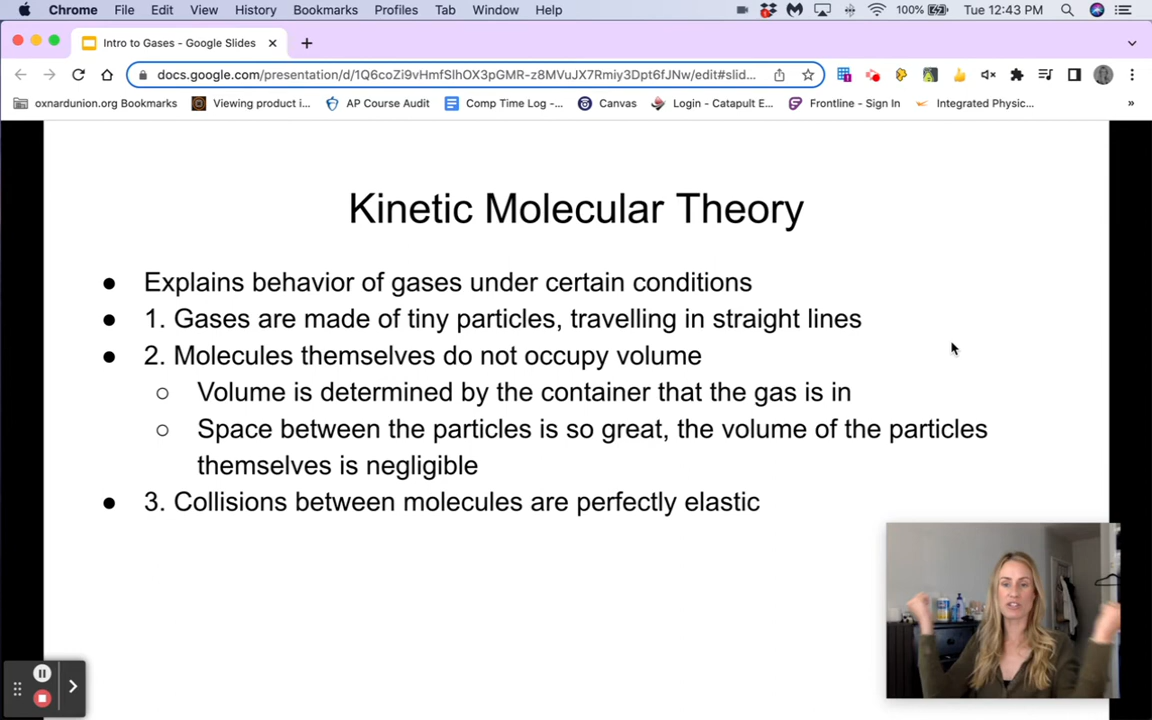 Chrome File Edit View History Bookmarks Profiles Tab Window Help 100% Tue 12:43 PM
Intro to Gases - Google Slides
docs.google.com/presentation/d/1Q6coZi9vHmfSlhOX3pGMR-z8MVuJX7Rmiy3Dpt6fJNw/edit#slid...
oxnardunion.org Bookmarks Viewing product i... AP Course Audit Comp Time Log -... Canvas Login - Catapult E... Frontline - Sign In Integrated Physic... »
Kinetic Molecular Theory
● Explains behavior of gases under certain conditions
● 1. Gases are made of tiny particles, travelling in straight lines
● 2. Molecules themselves do not occupy volume
○ Volume is determined by the container that the gas is in
○ Space between the particles is so great, the volume of the particles
themselves is negligible
● 3. Collisions between molecules are perfectly elastic